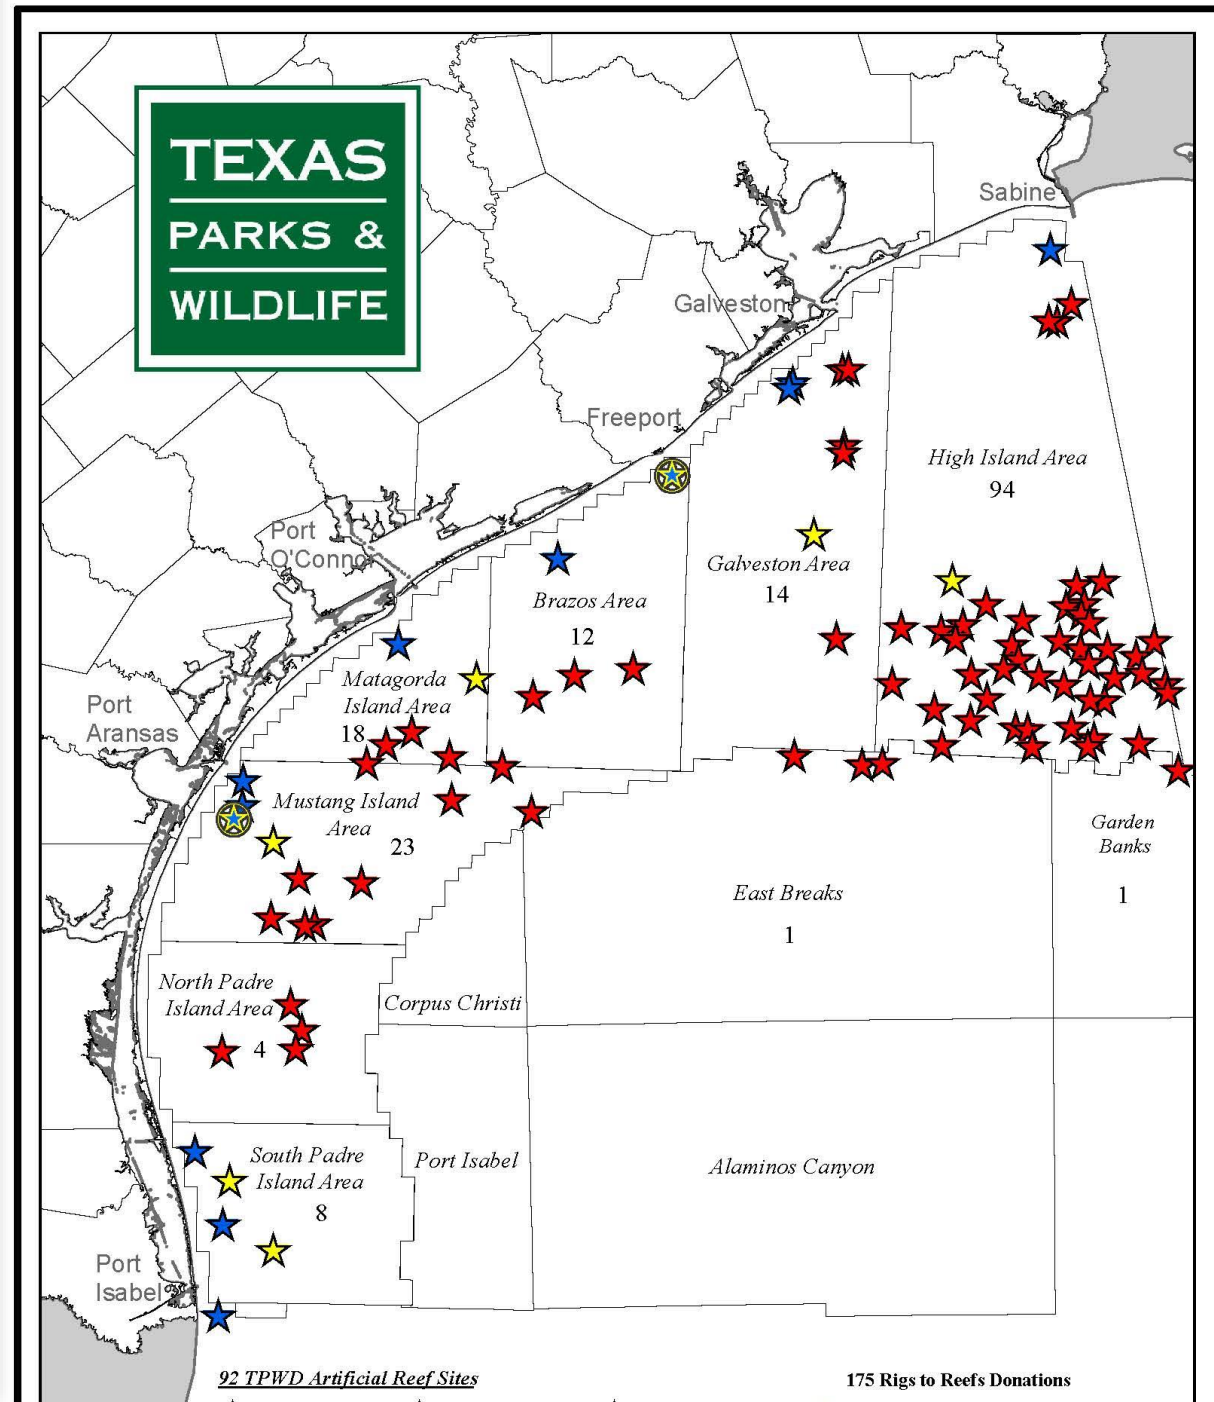 TEXAS
PARKS &
WILDLIFE
Sabine
Galveston
Freeport
High Island Area
94
Port
O'Connor
Galveston Area
14
Brazos Area
12
Matagorda
Island Area
18
Port
Aransas
Mustang Island
Area
23
Garden
Banks
1
East Breaks
1
North Padre
Island Area
4
Corpus Christi
South Padre
Island Area
8
Port Isabel
Alaminos Canyon
Port
Isabel
92 TPWD Artificial Reef Sites
175 Rigs to Reefs Donations